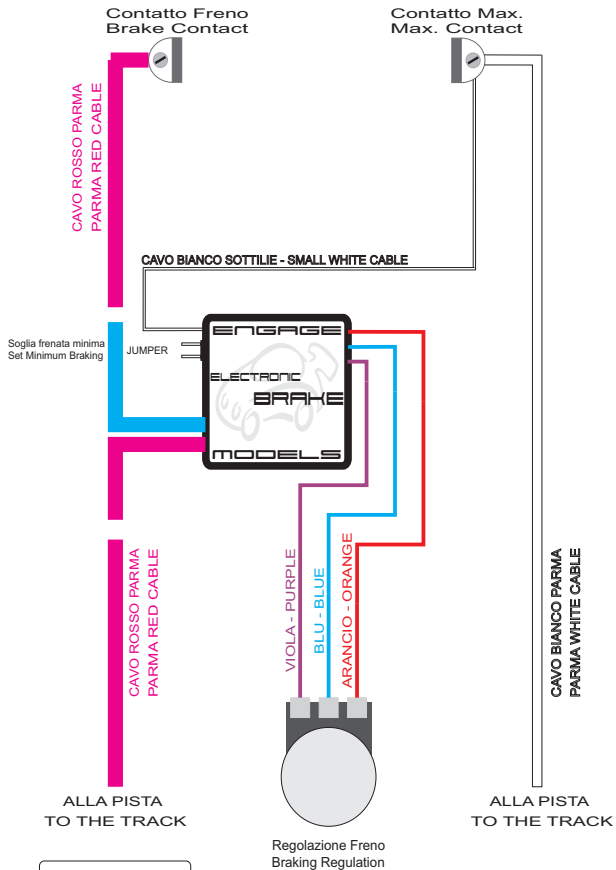 Contatto Freno
Brake Contact
Contatto Max.
Max. Contact
CAVO ROSSO PARMA
PARMA RED CABLE
CAVO BIANCO SOTTILIE - SMALL WHITE CABLE
Soglia frenata minima
Set Minimum Braking
JUMPER
ENGAGE
ELECTRONIC
BRAKE
MODELS
VIOLA - PURPLE
BLU - BLUE
ARANCIO - ORANGE
CAVO ROSSO PARMA
PARMA RED CABLE
CAVO BIANCO PARMA
PARMA WHITE CABLE
ALLA PISTA
TO THE TRACK
ALLA PISTA
TO THE TRACK
Regolazione Freno
Braking Regulation